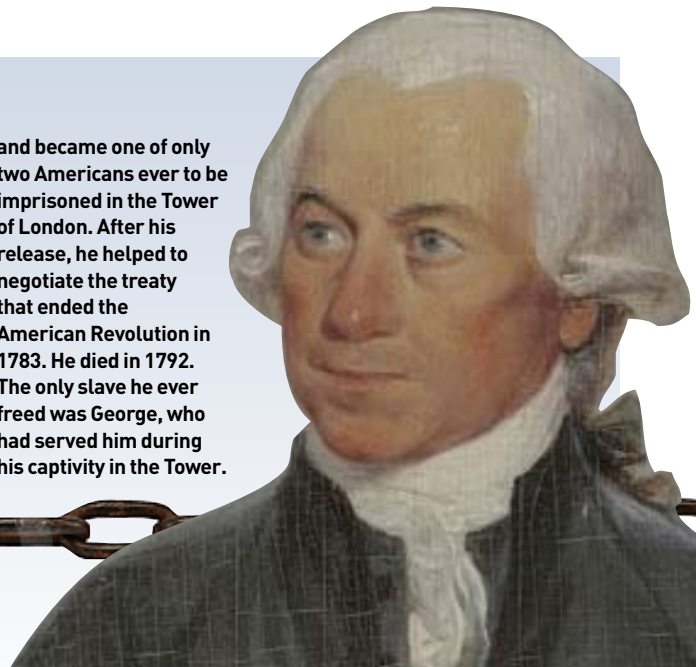 and became one of only
two Americans ever to be
imprisoned in the Tower
of London. After his
release, he helped to
negotiate the treaty
that ended the
American Revolution in
1783. He died in 1792.
The only slave he ever
freed was George, who
had served him during
his captivity in the Tower.